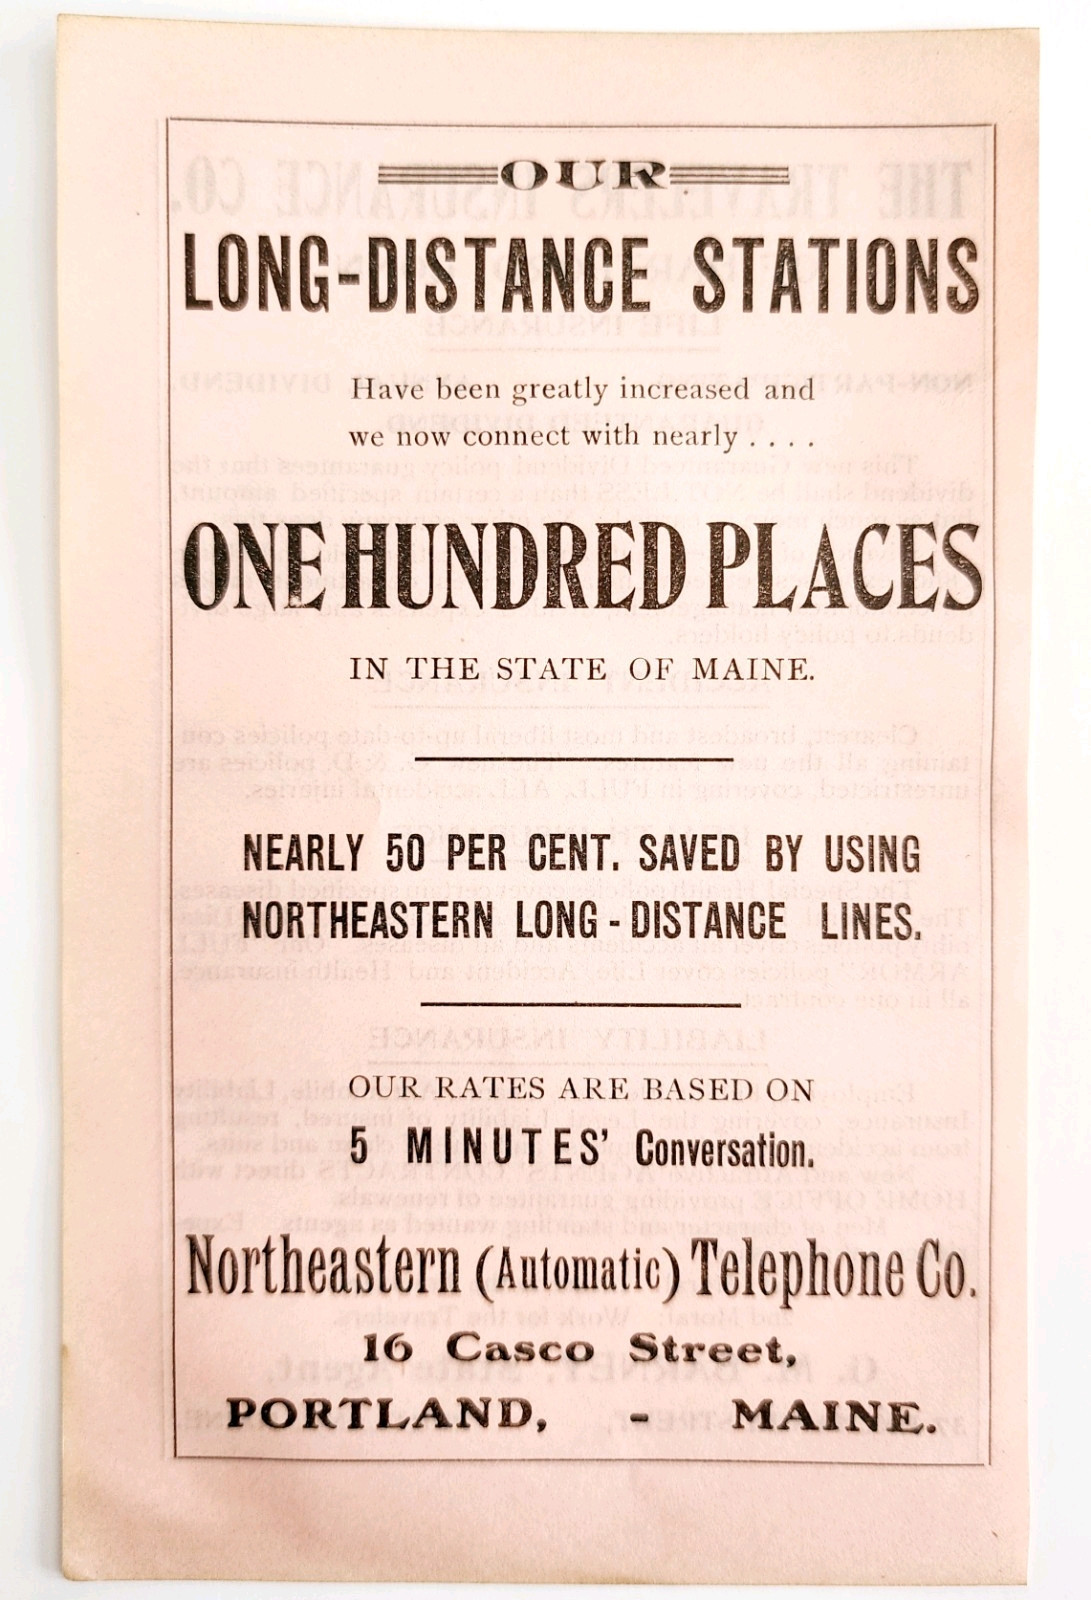 OUR
LONG-DISTANCE STATIONS
Have been greatly increased and
we now connect with nearly . . . .
ONE HUNDRED PLACES
IN THE STATE OF MAINE.
NEARLY 50 PER CENT. SAVED BY USING
NORTHEASTERN LONG - DISTANCE LINES.
OUR RATES ARE BASED ON
5 MINUTES' Conversation.
Northeastern (Automatic) Telephone Co.
16 Casco Street,
PORTLAND, - MAINE.